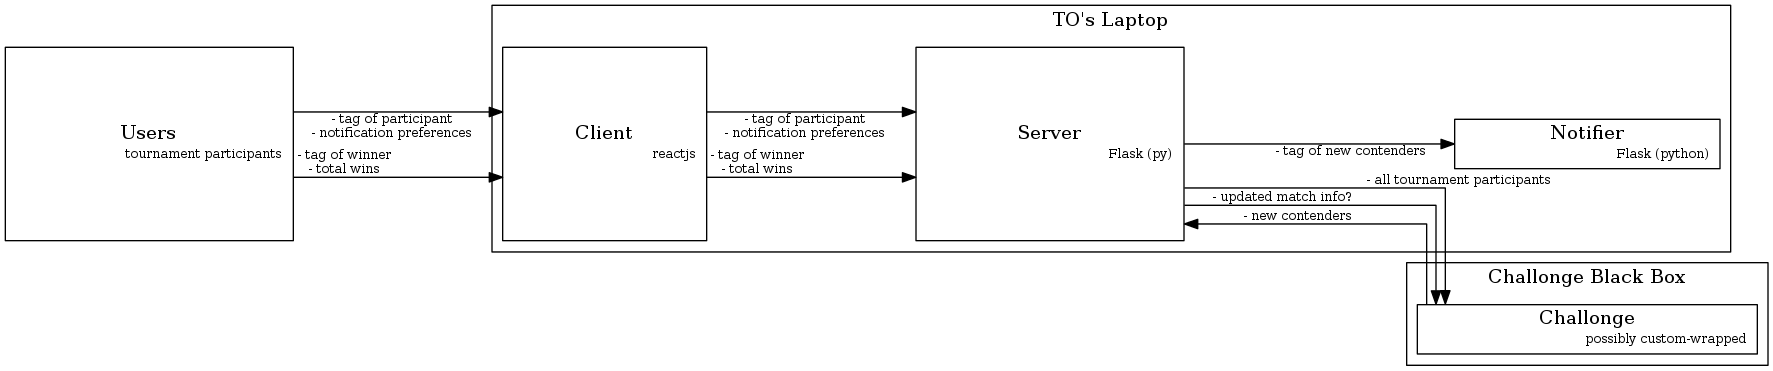 TO's Laptop
Users
tournament participants
- tag of participant
- notification preferences
- tag of winner
- total wins
Client
reactjs
- tag of participant
- notification preferences
- tag of winner
- total wins
Server
Flask (py)
- tag of new contenders
Notifier
Flask (python)
- all tournament participants
- updated match info?
- new contenders
Challonge Black Box
Challonge
possibly custom-wrapped